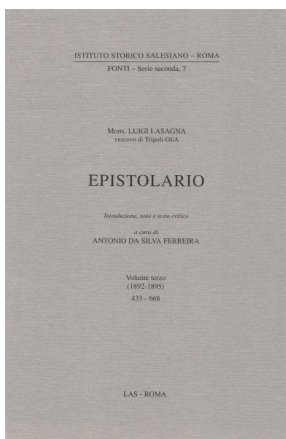 ISTITUTO STORICO SALESIANO – ROMA
FONTI – Serie seconda, 7
Mons. LUIGI LASAGNA
vescovo di Tripoli-OEA
EPISTOLARIO
Introduzione, note e testo critico
a cura di
ANTONIO DA SILVA FERREIRA
Volume terzo
(1892-1895)
433 - 668
LAS - ROMA